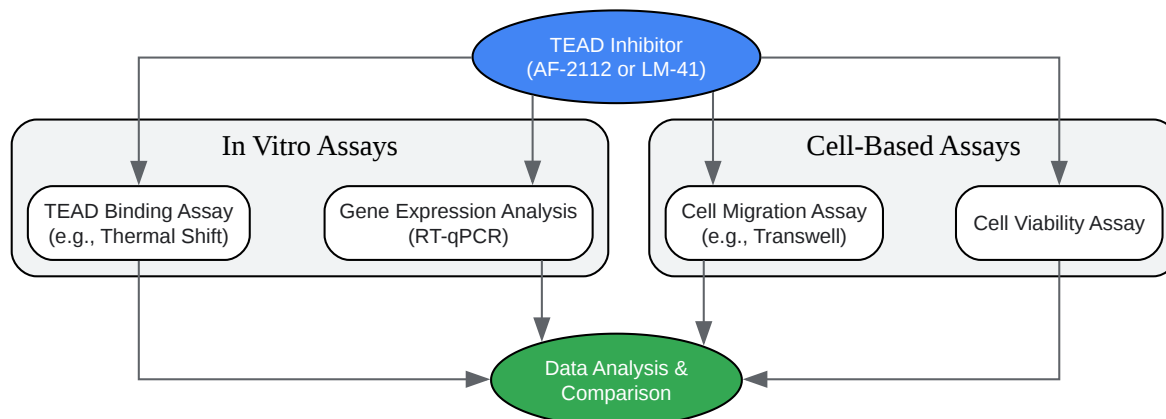 TEAD Inhibitor
(AF-2112 or LM-41)
In Vitro Assays
Cell-Based Assays
TEAD Binding Assay
(e.g., Thermal Shift)
Gene Expression Analysis
(RT-qPCR)
Cell Migration Assay
(e.g., Transwell)
Cell Viability Assay
Data Analysis &
Comparison